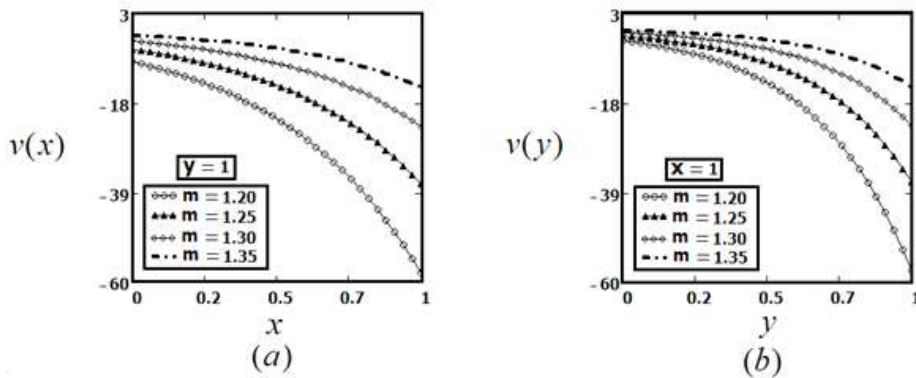 3
-18
-39
-60
v(x)
y = 1
m = 1.20
m = 1.25
m = 1.30
m = 1.35
0 0.2 0.5 0.7 1
x
(a)
3
-18
-39
-60
v(y)
x = 1
m = 1.20
m = 1.25
m = 1.30
m = 1.35
0 0.2 0.5 0.7 1
y
(b)